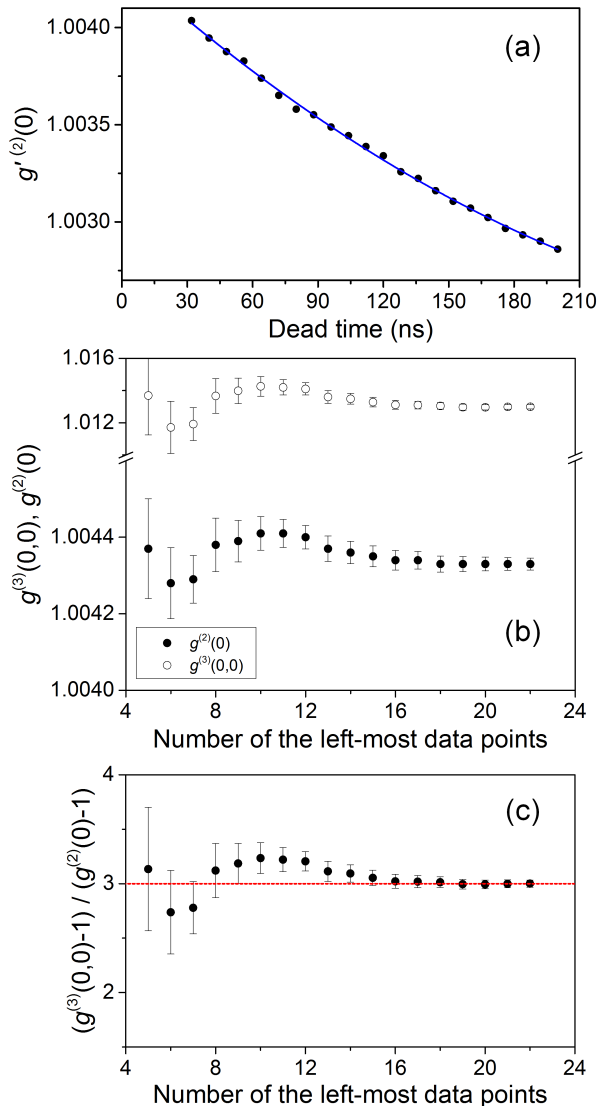 1.0040
1.0035
1.0030
g'(2)(0)
(a)
0 30 60 90 120 150 180 210
Dead time (ns)
1.016
1.012
1.0044
1.0042
1.0040
g(3)(0,0), g(2)(0)
g(2)(0)
g(3)(0,0)
(b)
4 8 12 16 20 24
Number of the left-most data points
4
3
2
(g(3)(0,0)-1) / (g(2)(0)-1)
(c)
4 8 12 16 20 24
Number of the left-most data points